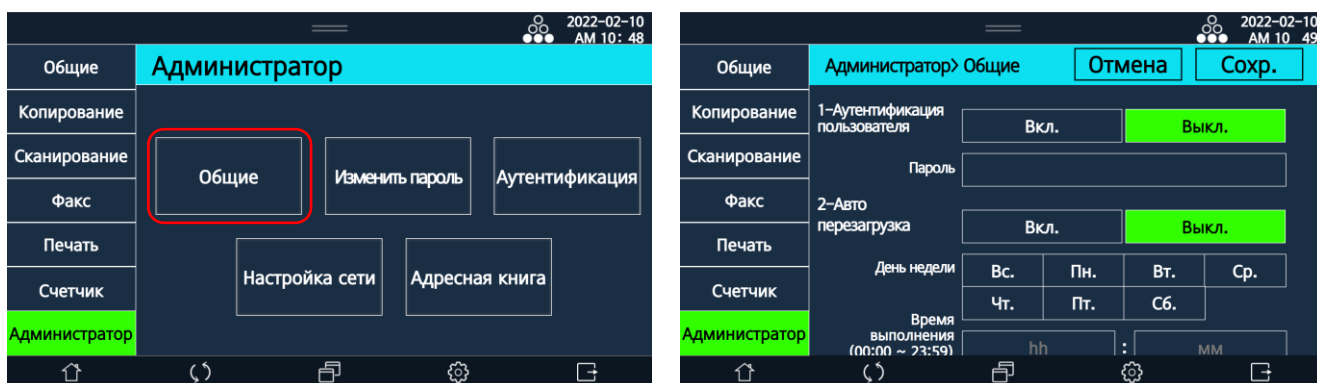 2022-02-10
AM 10: 48
Общие
Администратор
Копирование
Сканирование
Факс
Печать
Счетчик
Администратор
Общие
Изменить пароль
Аутентификация
Настройка сети
Адресная книга
2022-02-10
AM 10 49
Общие
Администратор> Общие
Отмена
Сохр.
Копирование
Сканирование
Факс
Печать
Счетчик
Администратор
1-Аутентификация
пользователя
Вкл.
Выкл.
Пароль
2-Авто
перезагрузка
Вкл.
Выкл.
День недели
Вс.
Пн.
Вт.
Ср.
Чт.
Пт.
Сб.
Время
выполнения
(00:00 ~ 23:59)
hh
:
мм